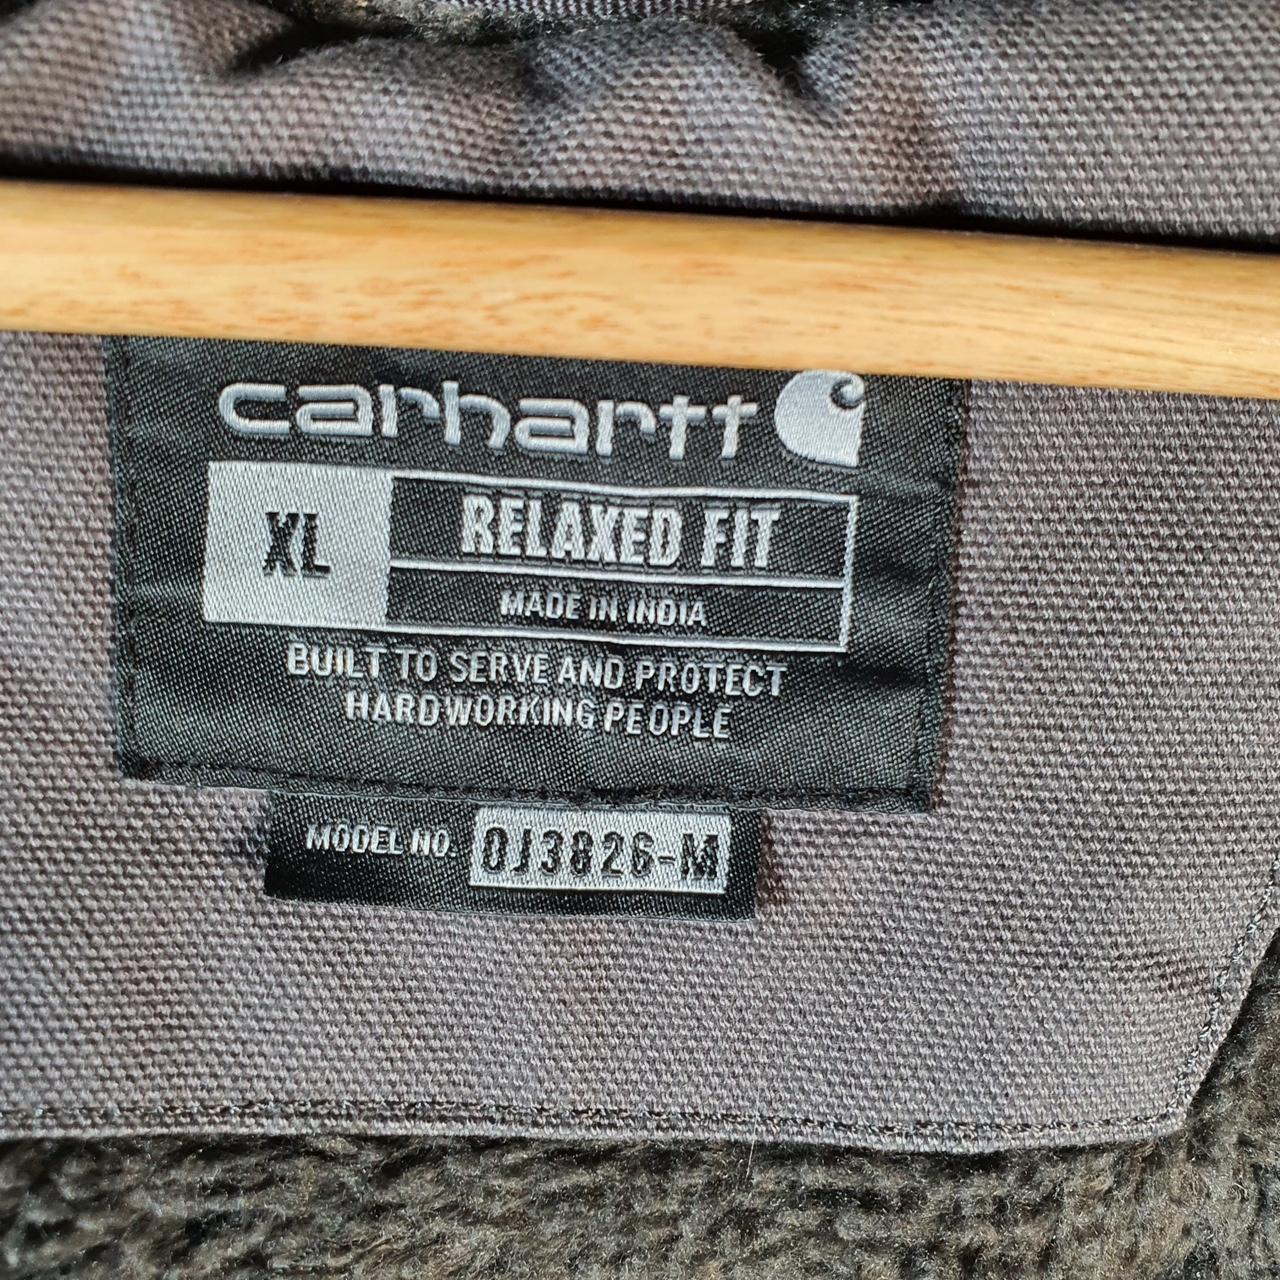 carhartt
XL
RELAXED FIT
MADE IN INDIA
BUILT TO SERVE AND PROTECT
HARDWORKING PEOPLE
MODEL NO. OJ3826-M